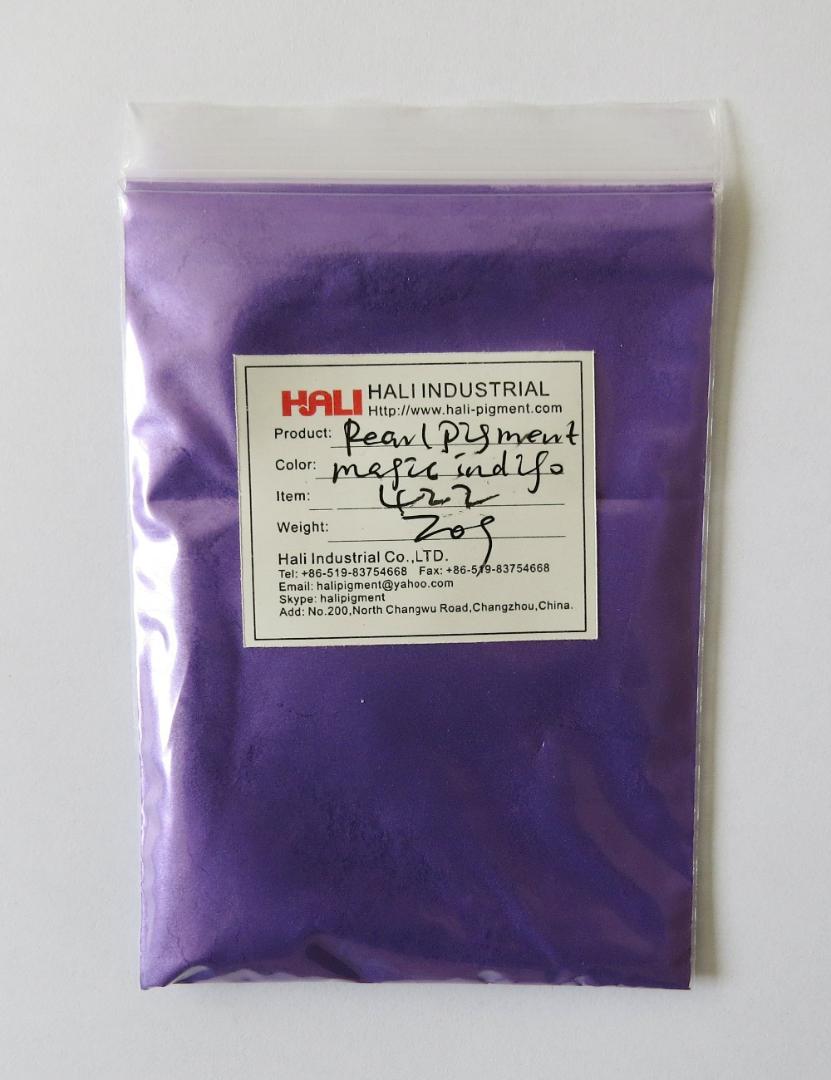 HALI HALI INDUSTRIAL
Http://www.hali-pigment.com
Product: Pearl Pigment
Color: magic indigo
Item: 422
Weight: 20g
Hali Industrial Co.,LTD.
Tel: +86-519-83754668 Fax: +86-519-83754668
Email: halipigment@yahoo.com
Skype: halipigment
Add: No.200,North Changwu Road,Changzhou,China.